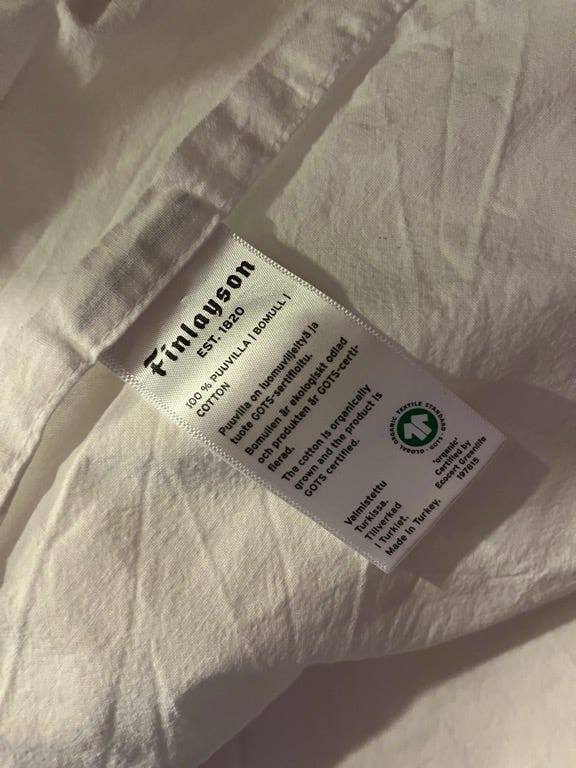 Finlayson
EST. 1820
100 % PUUVILLA | BOMULL |
COTTON
Puuvilla on luomuviljeltyä ja
tuote GOTS-sertifioitu.
Bomullen är ekologiskt odlad
och produkten är GOTS-certi-
fierad.
The cotton is organically
grown and the product is
GOTS certified.
Valmistettu
Turkissa.
Tillverkad
i Turkiet.
Made in Turkey.
GLOBAL ORGANIC TEXTILE STANDARD · GOTS ·
'organic'
Certified by
Ecocert Greenlife
197815